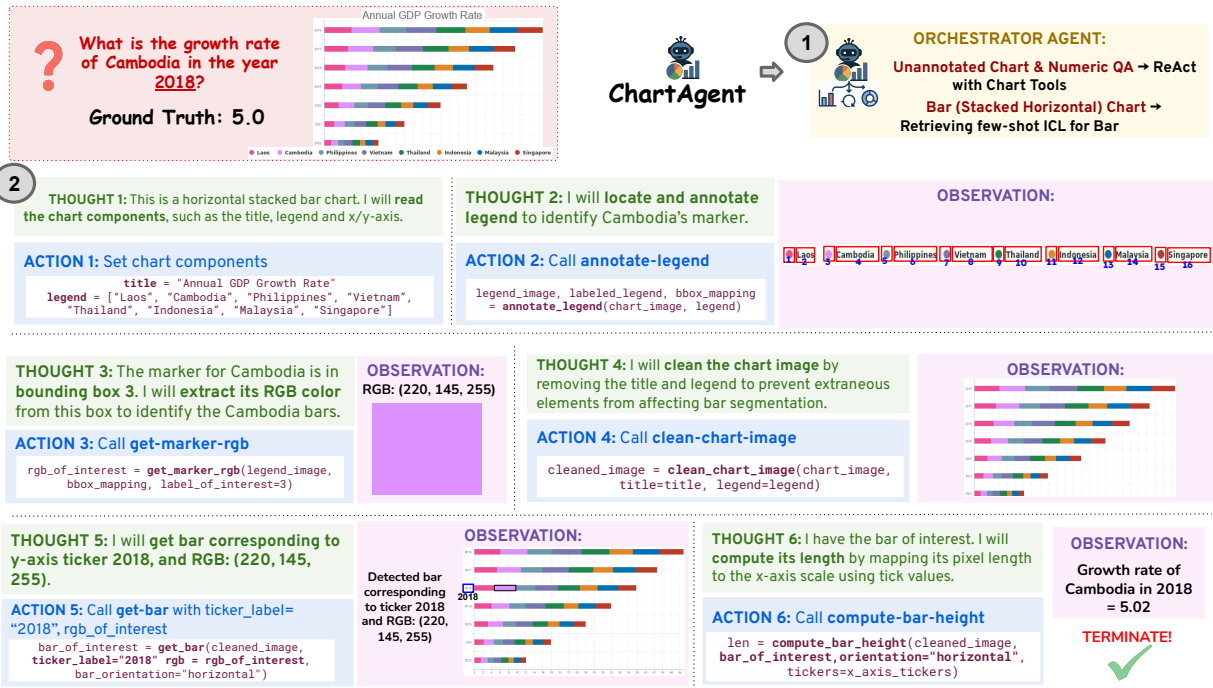 What is the growth rate
of Cambodia in the year
2018?
Ground Truth: 5.0
Annual GDP Growth Rate
Laos Cambodia Philippines Vietnam Thailand Indonesia Malaysia Singapore
ChartAgent
1
ORCHESTRATOR AGENT:
Unannotated Chart & Numeric QA → ReAct
with Chart Tools
Bar (Stacked Horizontal) Chart →
Retrieving few-shot ICL for Bar
2
THOUGHT 1: This is a horizontal stacked bar chart. I will read
the chart components, such as the title, legend and x/y-axis.
ACTION 1: Set chart components
title = "Annual GDP Growth Rate"
legend = ["Laos", "Cambodia", "Philippines", "Vietnam",
"Thailand", "Indonesia", "Malaysia", "Singapore"]
THOUGHT 2: I will locate and annotate
legend to identify Cambodia's marker.
ACTION 2: Call annotate-legend
legend_image, labeled_legend, bbox_mapping
= annotate_legend(chart_image, legend)
OBSERVATION:
Laos Cambodia Philippines Vietnam Thailand Indonesia Malaysia Singapore
1 2 3 4 5 6 7 8 9 10 11 12 13 14 15 16
THOUGHT 3: The marker for Cambodia is in
bounding box 3. I will extract its RGB color
from this box to identify the Cambodia bars.
ACTION 3: Call get-marker-rgb
rgb_of_interest = get_marker_rgb(legend_image,
bbox_mapping, label_of_interest=3)
OBSERVATION:
RGB: (220, 145, 255)
THOUGHT 4: I will clean the chart image by
removing the title and legend to prevent extraneous
elements from affecting bar segmentation.
ACTION 4: Call clean-chart-image
cleaned_image = clean_chart_image(chart_image,
title=title, legend=legend)
OBSERVATION:
THOUGHT 5: I will get bar corresponding to
y-axis ticker 2018, and RGB: (220, 145,
255).
ACTION 5: Call get-bar with ticker_label=
"2018", rgb_of_interest
bar_of_interest = get_bar(cleaned_image,
ticker_label="2018" rgb = rgb_of_interest,
bar_orientation="horizontal")
OBSERVATION:
Detected bar
corresponding
to ticker 2018
and RGB: (220,
145, 255)
2018
THOUGHT 6: I have the bar of interest. I will
compute its length by mapping its pixel length
to the x-axis scale using tick values.
ACTION 6: Call compute-bar-height
len = compute_bar_height(cleaned_image,
bar_of_interest,orientation="horizontal",
tickers=x_axis_tickers)
OBSERVATION:
Growth rate of
Cambodia in 2018
= 5.02
TERMINATE!